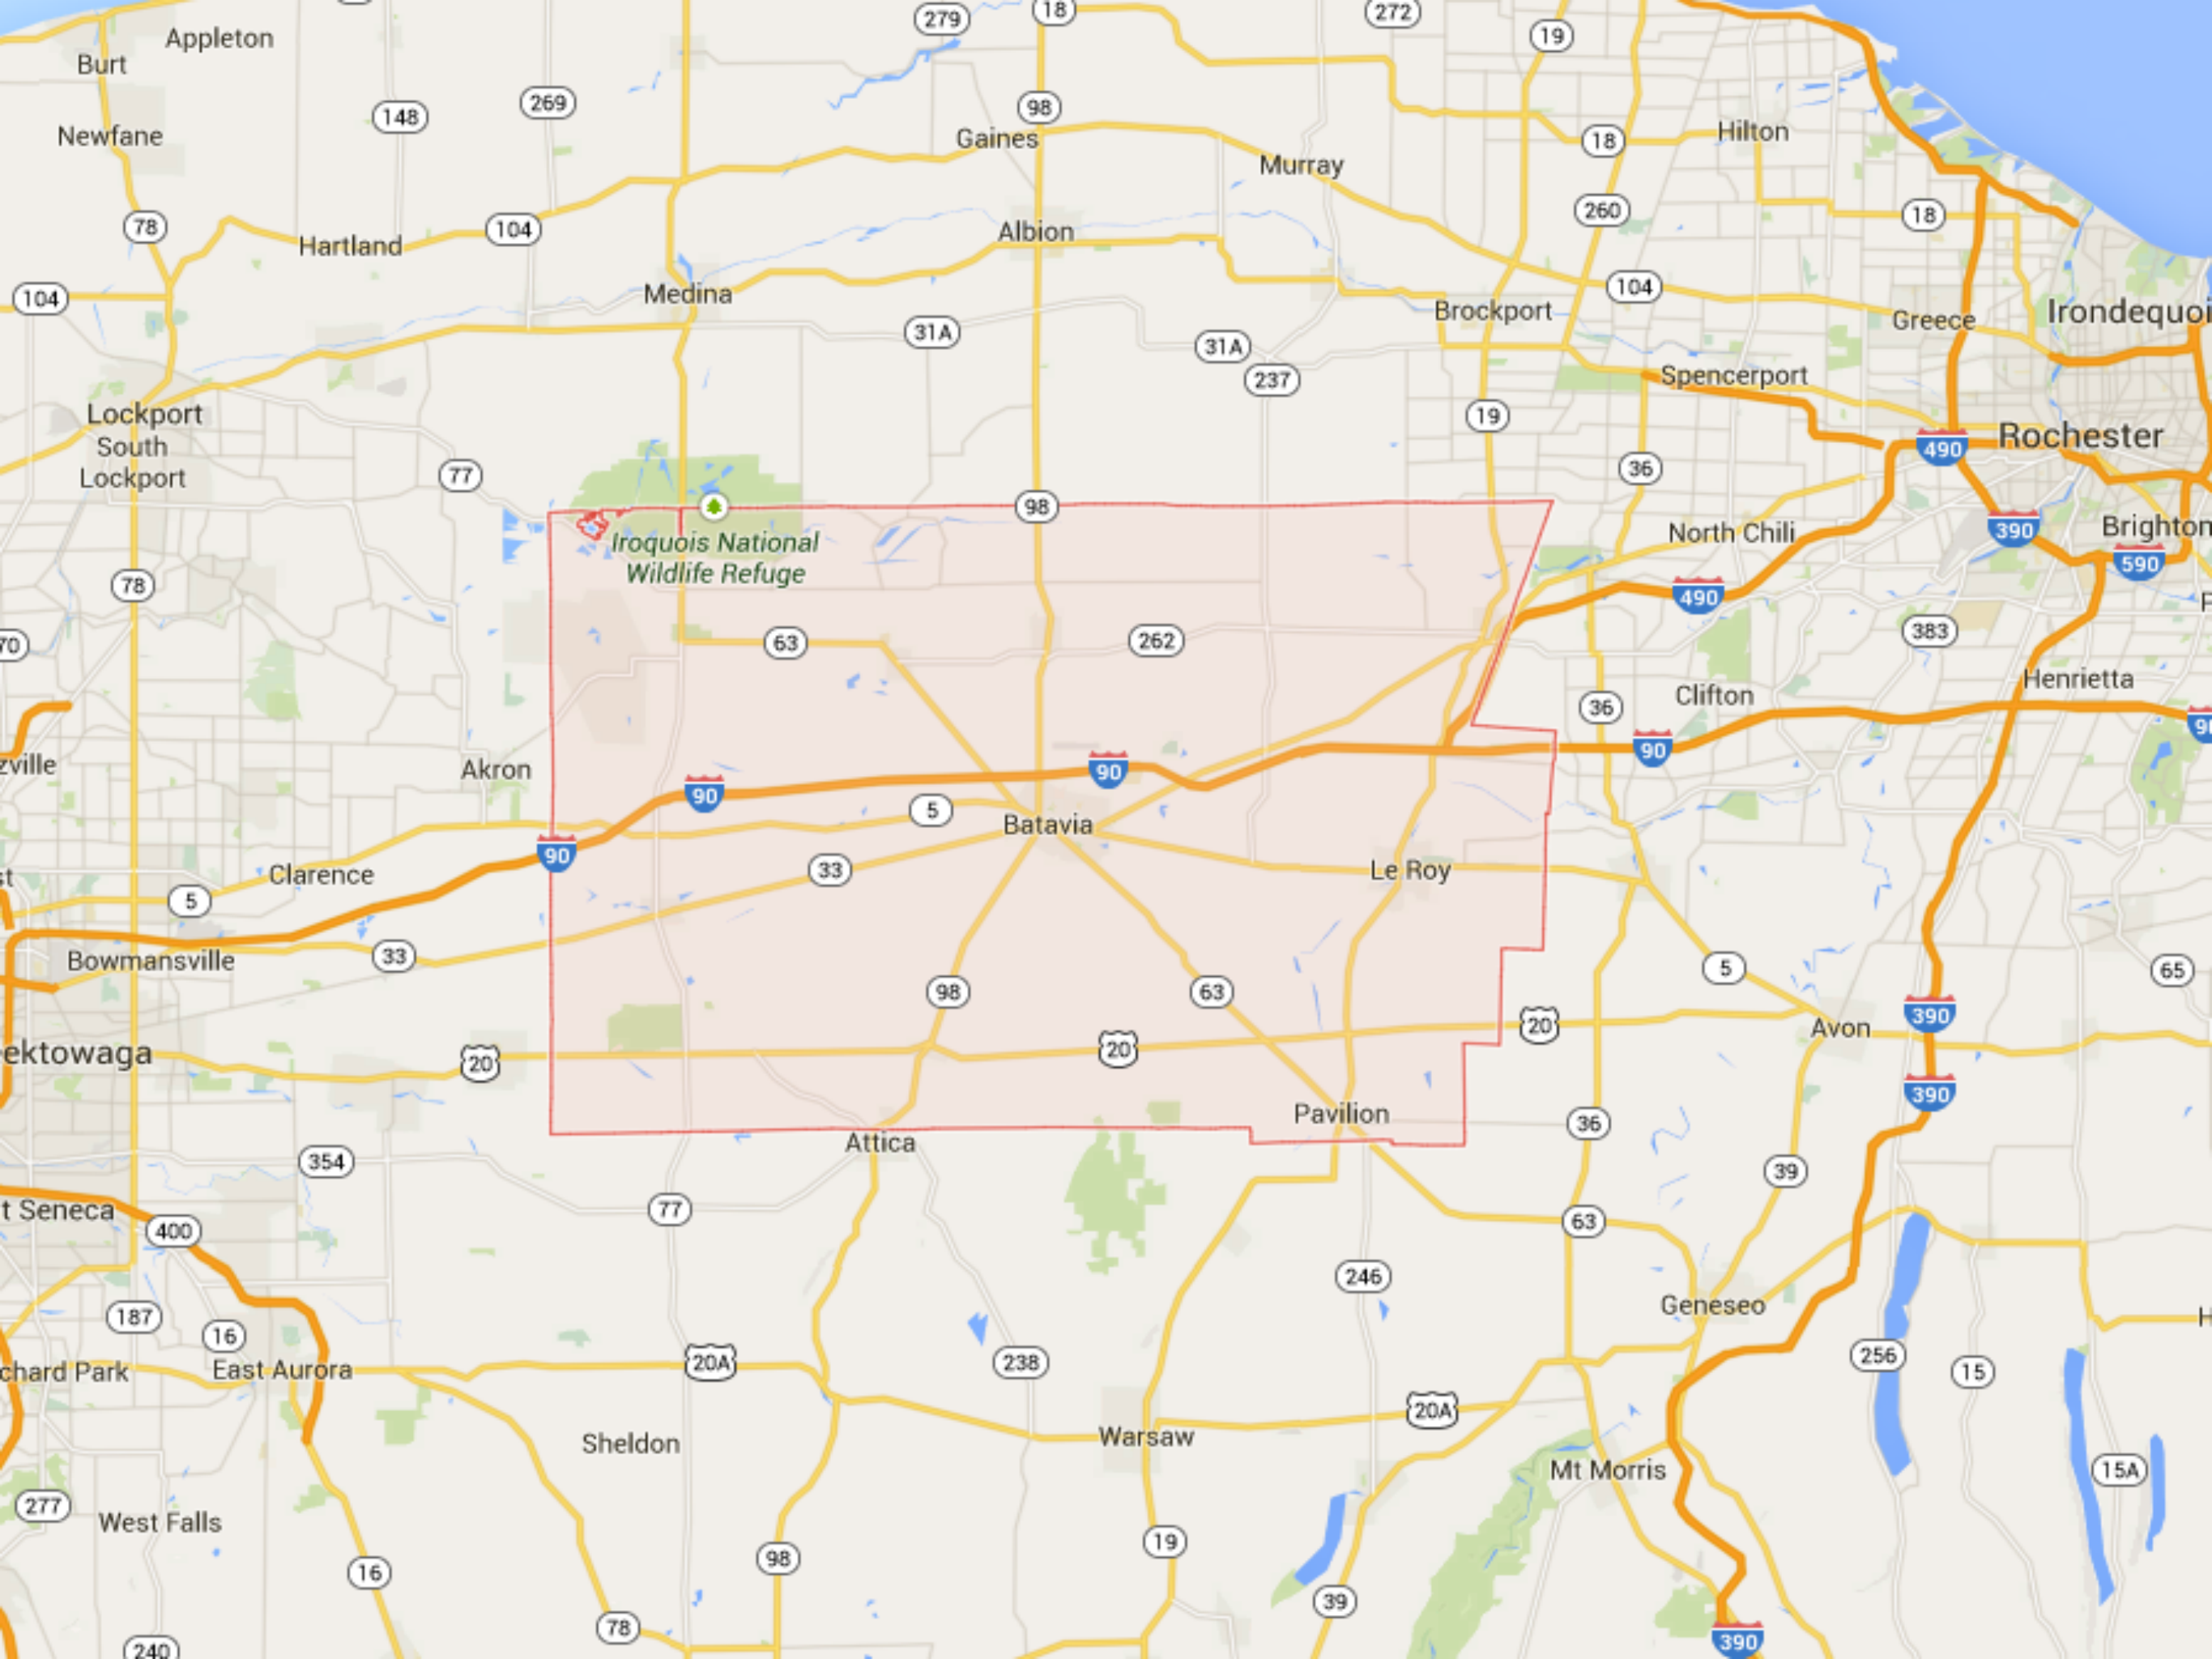 279
18
272
19
Appleton
Burt
269
148
98
Newfane
Gaines
18
Hilton
Murray
260
18
78
104
Hartland
Albion
104
Medina
104
Brockport
Irondequoi
Greece
31A
31A
237
Spencerport
Lockport
19
490
Rochester
South
Lockport
77
36
98
North Chili
390
Brighton
Iroquois National
Wildlife Refuge
590
78
490
63
262
383
70
Henrietta
Clifton
36
90
90
zville
Akron
90
90
5
Batavia
90
33
Le Roy
Clarence
st
5
33
Bowmansville
5
65
98
63
390
20
Avon
ektowaga
20
20
390
Pavilion
36
Attica
354
39
77
t Seneca
400
63
246
Geneseo
H
187
16
256
20A
238
15
chard Park
East Aurora
20A
Sheldon
Warsaw
Mt Morris
15A
277
West Falls
19
98
16
39
78
390
240